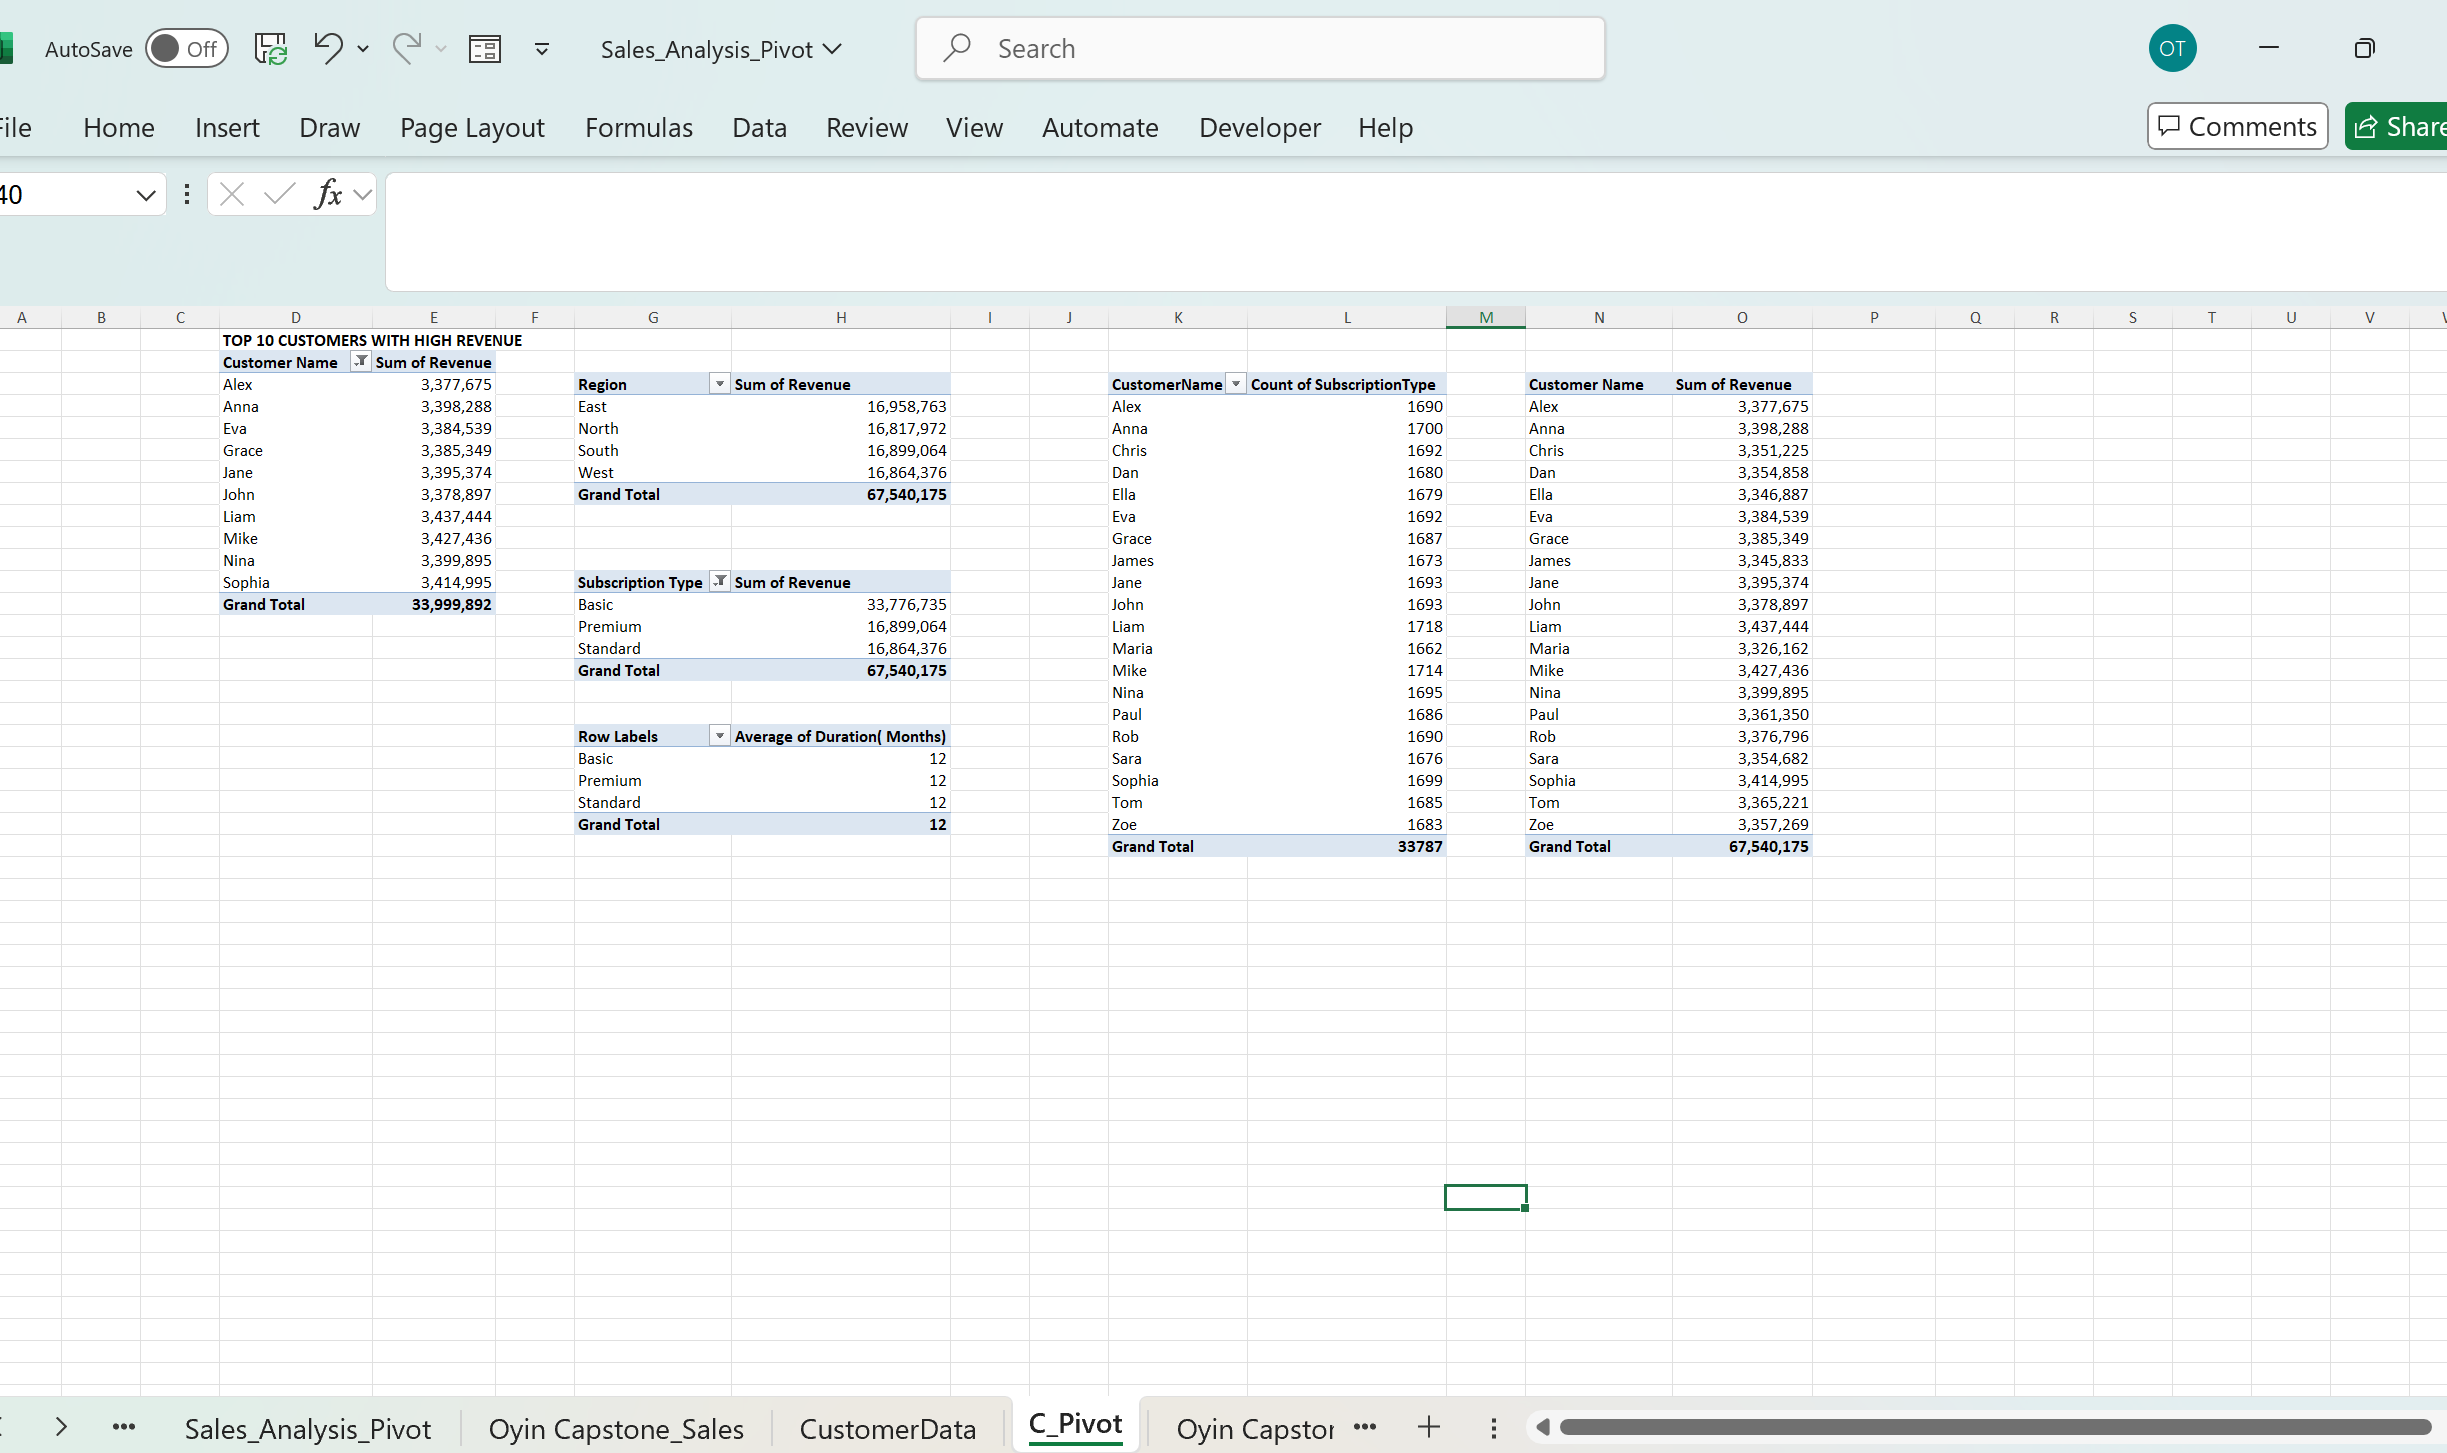 AutoSave Off Sales_Analysis_Pivot Search OT
File Home Insert Draw Page Layout Formulas Data Review View Automate Developer Help Comments Share
40 fx
A B C D E F G H I J K L M N O P Q R S T U V
TOP 10 CUSTOMERS WITH HIGH REVENUE
Customer Name Sum of Revenue
Alex 3,377,675
Anna 3,398,288
Eva 3,384,539
Grace 3,385,349
Jane 3,395,374
John 3,378,897
Liam 3,437,444
Mike 3,427,436
Nina 3,399,895
Sophia 3,414,995
Grand Total 33,999,892
Region Sum of Revenue
East 16,958,763
North 16,817,972
South 16,899,064
West 16,864,376
Grand Total 67,540,175
Subscription Type Sum of Revenue
Basic 33,776,735
Premium 16,899,064
Standard 16,864,376
Grand Total 67,540,175
Row Labels Average of Duration( Months)
Basic 12
Premium 12
Standard 12
Grand Total 12
CustomerName Count of SubscriptionType
Alex 1690
Anna 1700
Chris 1692
Dan 1680
Ella 1679
Eva 1692
Grace 1687
James 1673
Jane 1693
John 1693
Liam 1718
Maria 1662
Mike 1714
Nina 1695
Paul 1686
Rob 1690
Sara 1676
Sophia 1699
Tom 1685
Zoe 1683
Grand Total 33787
Customer Name Sum of Revenue
Alex 3,377,675
Anna 3,398,288
Chris 3,351,225
Dan 3,354,858
Ella 3,346,887
Eva 3,384,539
Grace 3,385,349
James 3,345,833
Jane 3,395,374
John 3,378,897
Liam 3,437,444
Maria 3,326,162
Mike 3,427,436
Nina 3,399,895
Paul 3,361,350
Rob 3,376,796
Sara 3,354,682
Sophia 3,414,995
Tom 3,365,221
Zoe 3,357,269
Grand Total 67,540,175
Sales_Analysis_Pivot Oyin Capstone_Sales CustomerData C_Pivot Oyin Capstor